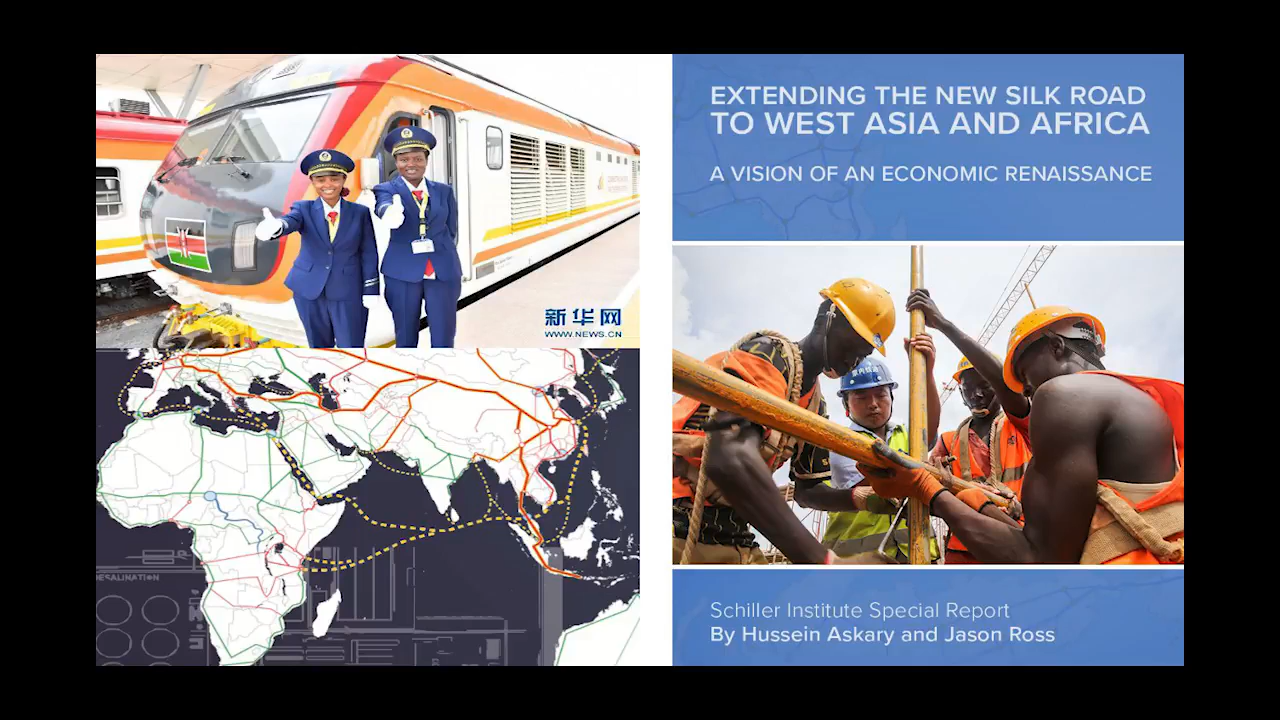 新华网
WWW.NEWS.CN
DESALINATION
EXTENDING THE NEW SILK ROAD
TO WEST ASIA AND AFRICA
A VISION OF AN ECONOMIC RENAISSANCE
Schiller Institute Special Report
By Hussein Askary and Jason Ross